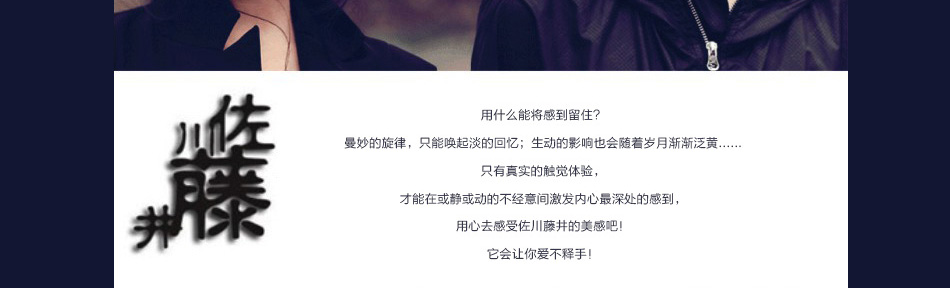 佐川藤井
用什么能将感到留住？
曼妙的旋律，只能唤起淡的回忆；生动的影响也会随着岁月渐渐泛黄……
只有真实的触觉体验，
才能在或静或动的不经意间激发内心最深处的感到，
用心去感受佐川藤井的美感吧！
它会让你爱不释手！